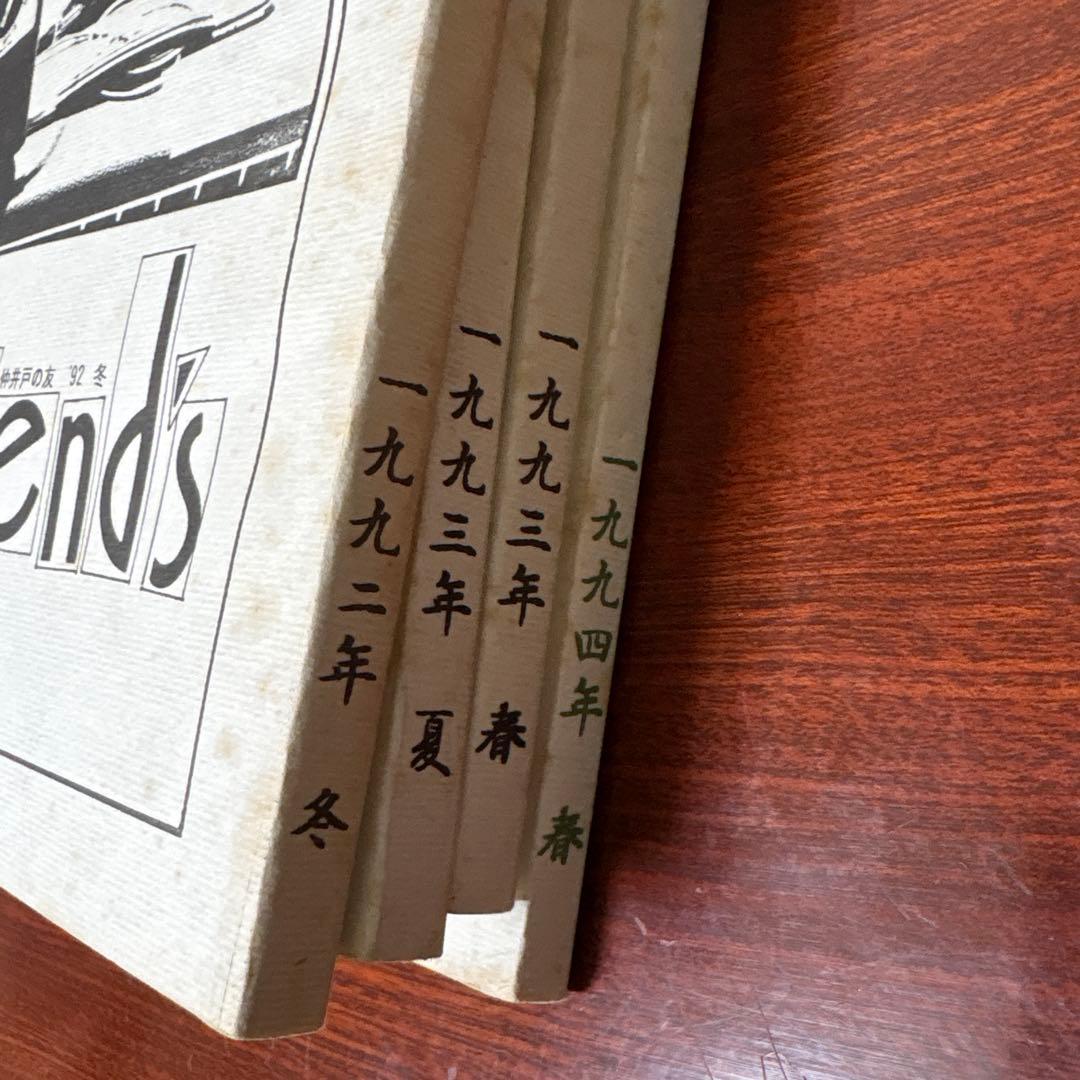 仲井戸の友 '92 冬
end's
一九九二年 冬
一九九三年 夏
一九九三年 春
一九九四年 春